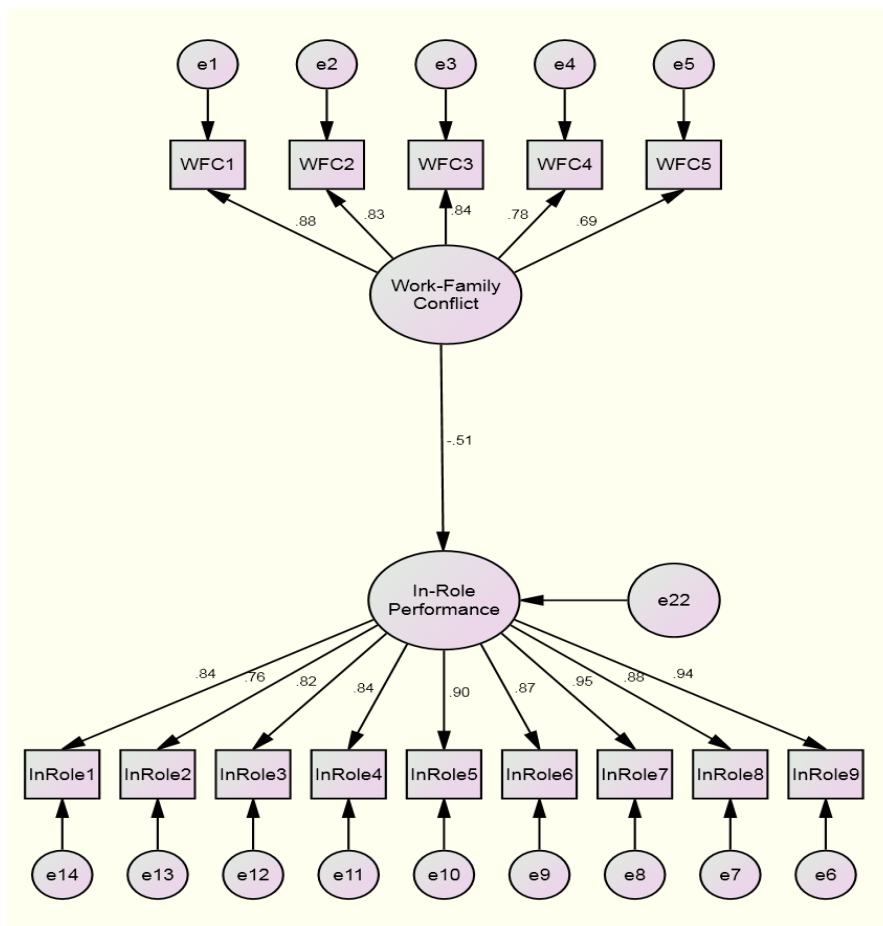 e1 e2 e3 e4 e5
WFC1 WFC2 WFC3 WFC4 WFC5
.88 .83 .84 .78 .69
Work-Family
Conflict
-.51
In-Role
Performance
e22
.84 .76 .82 .84 .90 .87 .95 .88 .94
InRole1 InRole2 InRole3 InRole4 InRole5 InRole6 InRole7 InRole8 InRole9
e14 e13 e12 e11 e10 e9 e8 e7 e6